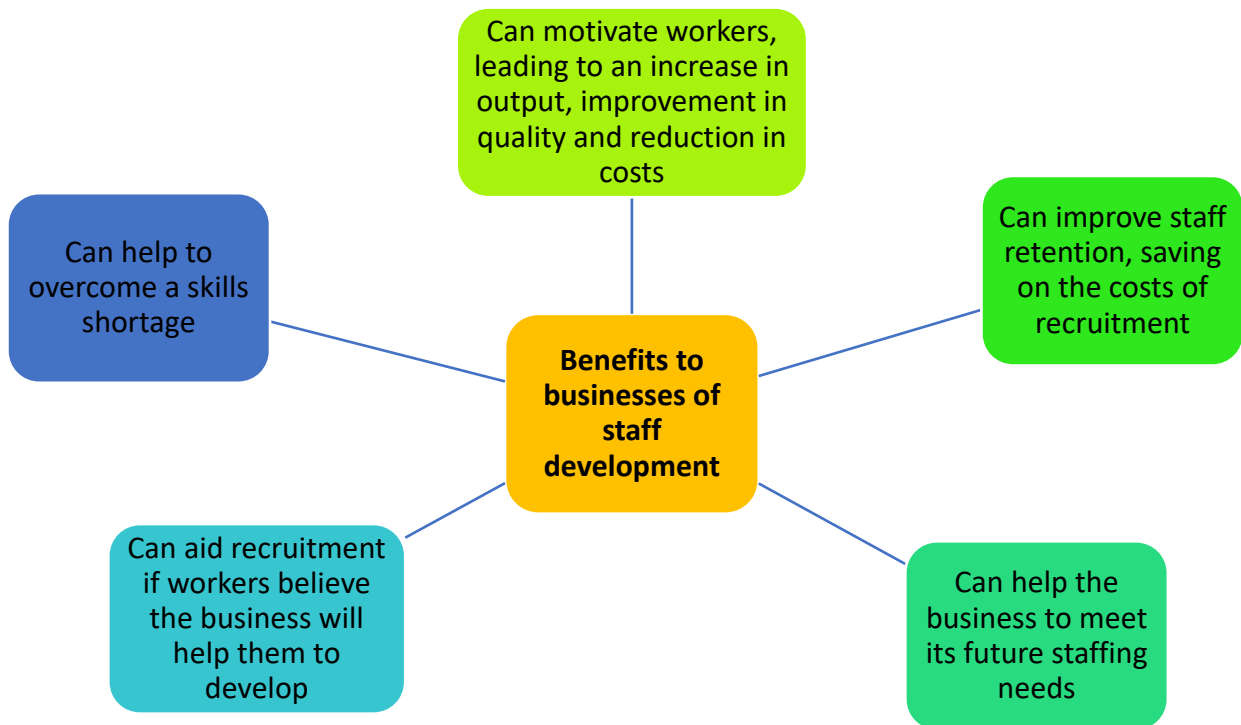 Can motivate workers,
leading to an increase in
output, improvement in
quality and reduction in
costs
Can improve staff
retention, saving
on the costs of
recruitment
Can help the
business to meet
its future staffing
needs
Can aid recruitment
if workers believe
the business will
help them to
develop
Can help to
overcome a skills
shortage
Benefits to
businesses of
staff
development